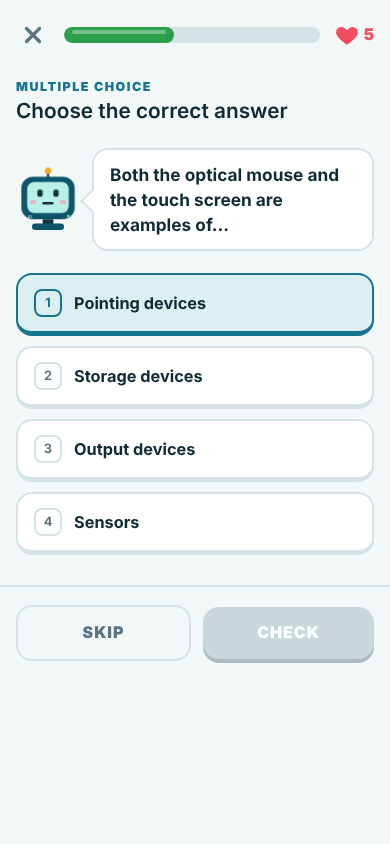 5
MULTIPLE CHOICE
Choose the correct answer
Both the optical mouse and
the touch screen are
examples of...
1 Pointing devices
2 Storage devices
3 Output devices
4 Sensors
SKIP CHECK